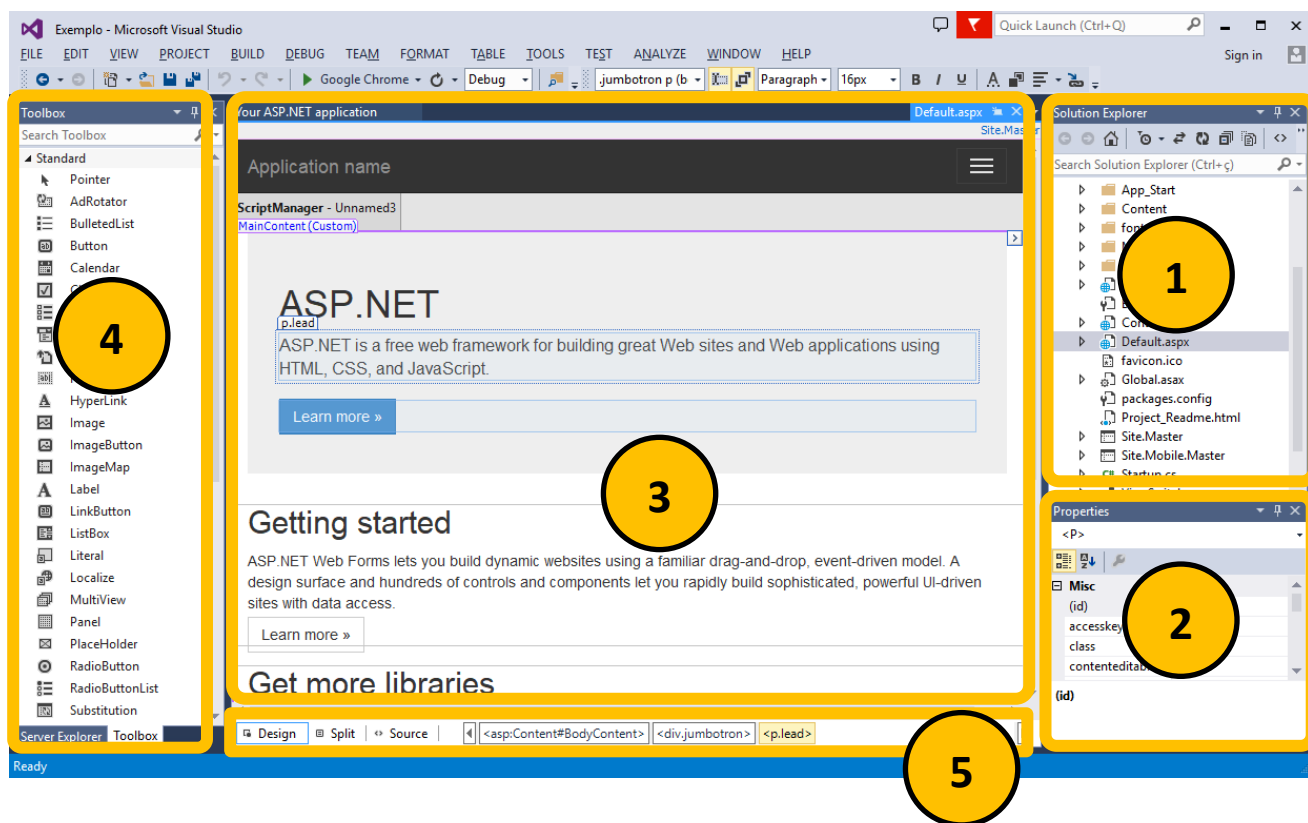 Exemplo - Microsoft Visual Studio
Quick Launch (Ctrl+Q)
FILE EDIT VIEW PROJECT BUILD DEBUG TEAM FORMAT TABLE TOOLS TEST ANALYZE WINDOW HELP
Sign in
Google Chrome Debug .jumbotron p (b Paragraph 16px B I U A
Toolbox
Search Toolbox
Standard
Pointer
AdRotator
BulletedList
Button
Calendar
4
HyperLink
Image
ImageButton
ImageMap
Label
LinkButton
ListBox
Literal
Localize
MultiView
Panel
PlaceHolder
RadioButton
RadioButtonList
Substitution
Server Explorer Toolbox
Your ASP.NET application
Default.aspx
Site.Master
Application name
ScriptManager - Unnamed3
MainContent (Custom)
ASP.NET
p.lead
ASP.NET is a free web framework for building great Web sites and Web applications using
HTML, CSS, and JavaScript.
Learn more »
3
Getting started
ASP.NET Web Forms lets you build dynamic websites using a familiar drag-and-drop, event-driven model. A
design surface and hundreds of controls and components let you rapidly build sophisticated, powerful UI-driven
sites with data access.
Learn more »
Get more libraries
Design Split Source <asp:Content#BodyContent> <div.jumbotron> <p.lead>
5
Solution Explorer
Search Solution Explorer (Ctrl+ç)
App_Start
Content
1
Default.aspx
favicon.ico
Global.asax
packages.config
Project_Readme.html
Site.Master
Site.Mobile.Master
Startup.cs
Properties
<P>
Misc
(id)
accesskey
class
2
(id)
Ready